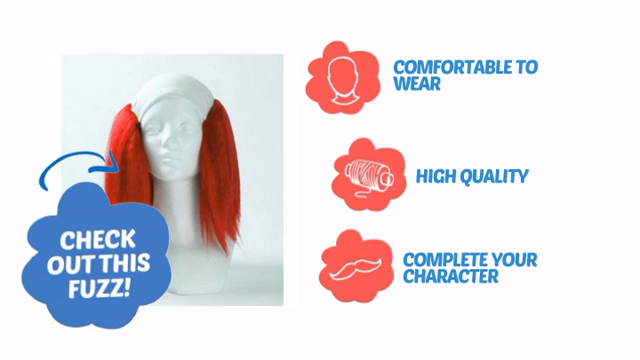 COMFORTABLE TO
WEAR
HIGH QUALITY
CHECK
OUT THIS
FUZZ!
COMPLETE YOUR
CHARACTER